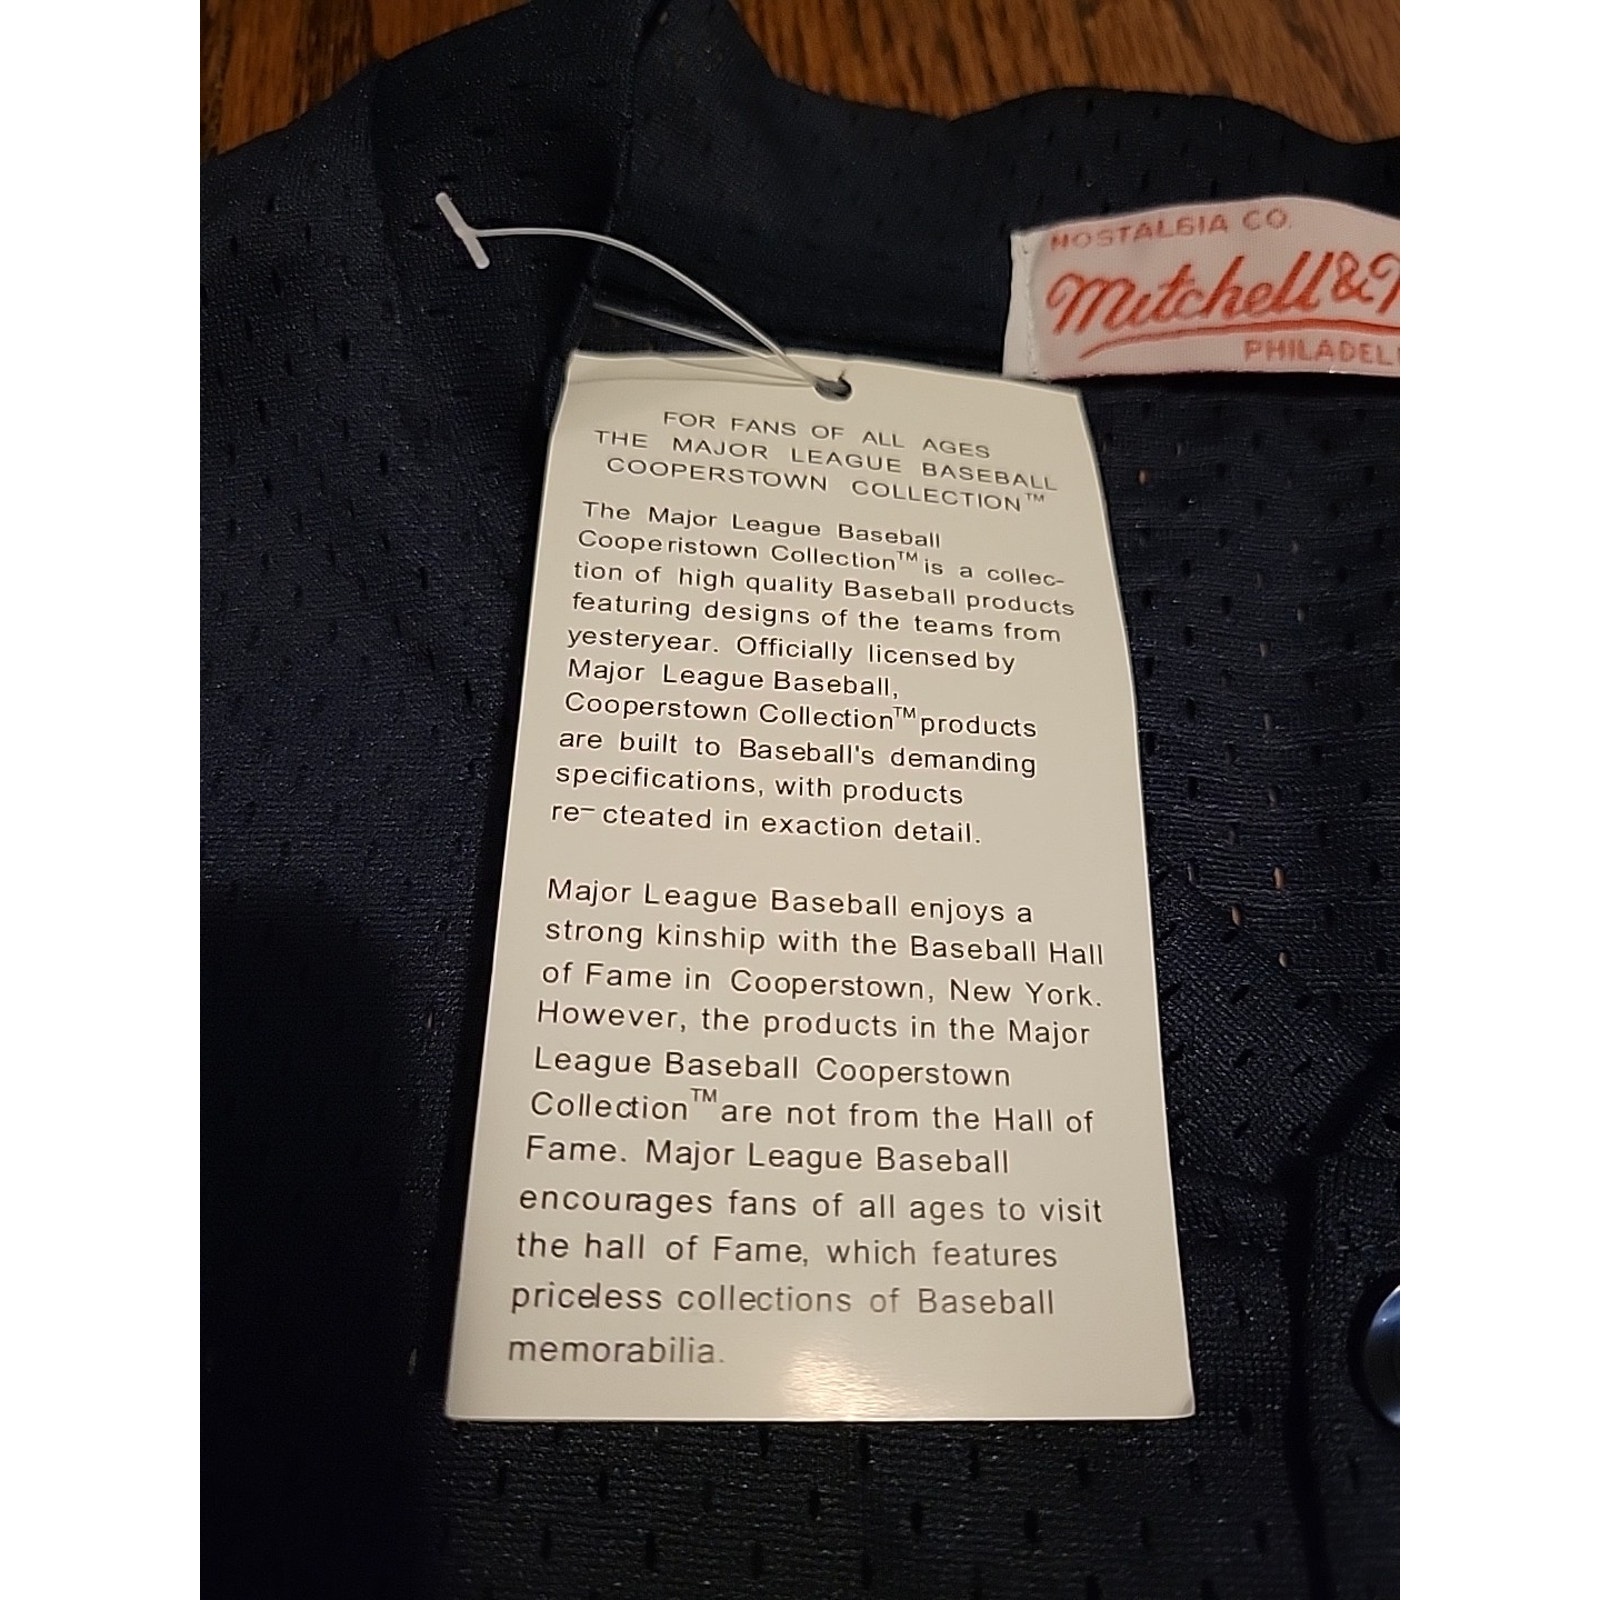 NOSTALGIA CO.
Mitchell &
PHILADEL
FOR FANS OF ALL AGES
THE MAJOR LEAGUE BASEBALL
COOPERSTOWN COLLECTION™
The Major League Baseball
Cooperistown Collection™ is a collec-
tion of high quality Baseball products
featuring designs of the teams from
yesteryear. Officially licensed by
Major League Baseball,
Cooperstown Collection™ products
are built to Baseball's demanding
specifications, with products
re- cteated in exaction detail.
Major League Baseball enjoys a
strong kinship with the Baseball Hall
of Fame in Cooperstown, New York.
However, the products in the Major
League Baseball Cooperstown
Collection™ are not from the Hall of
Fame. Major League Baseball
encourages fans of all ages to visit
the hall of Fame, which features
priceless collections of Baseball
memorabilia.